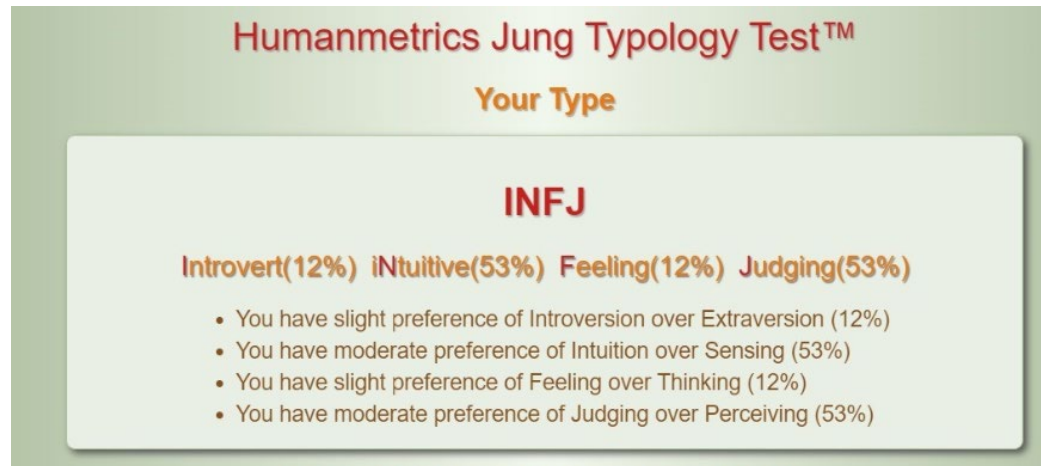 Humanmetrics Jung Typology Test™
Your Type
INFJ
Introvert(12%) iNtuitive(53%) Feeling(12%) Judging(53%)
• You have slight preference of Introversion over Extraversion (12%)
• You have moderate preference of Intuition over Sensing (53%)
• You have slight preference of Feeling over Thinking (12%)
• You have moderate preference of Judging over Perceiving (53%)